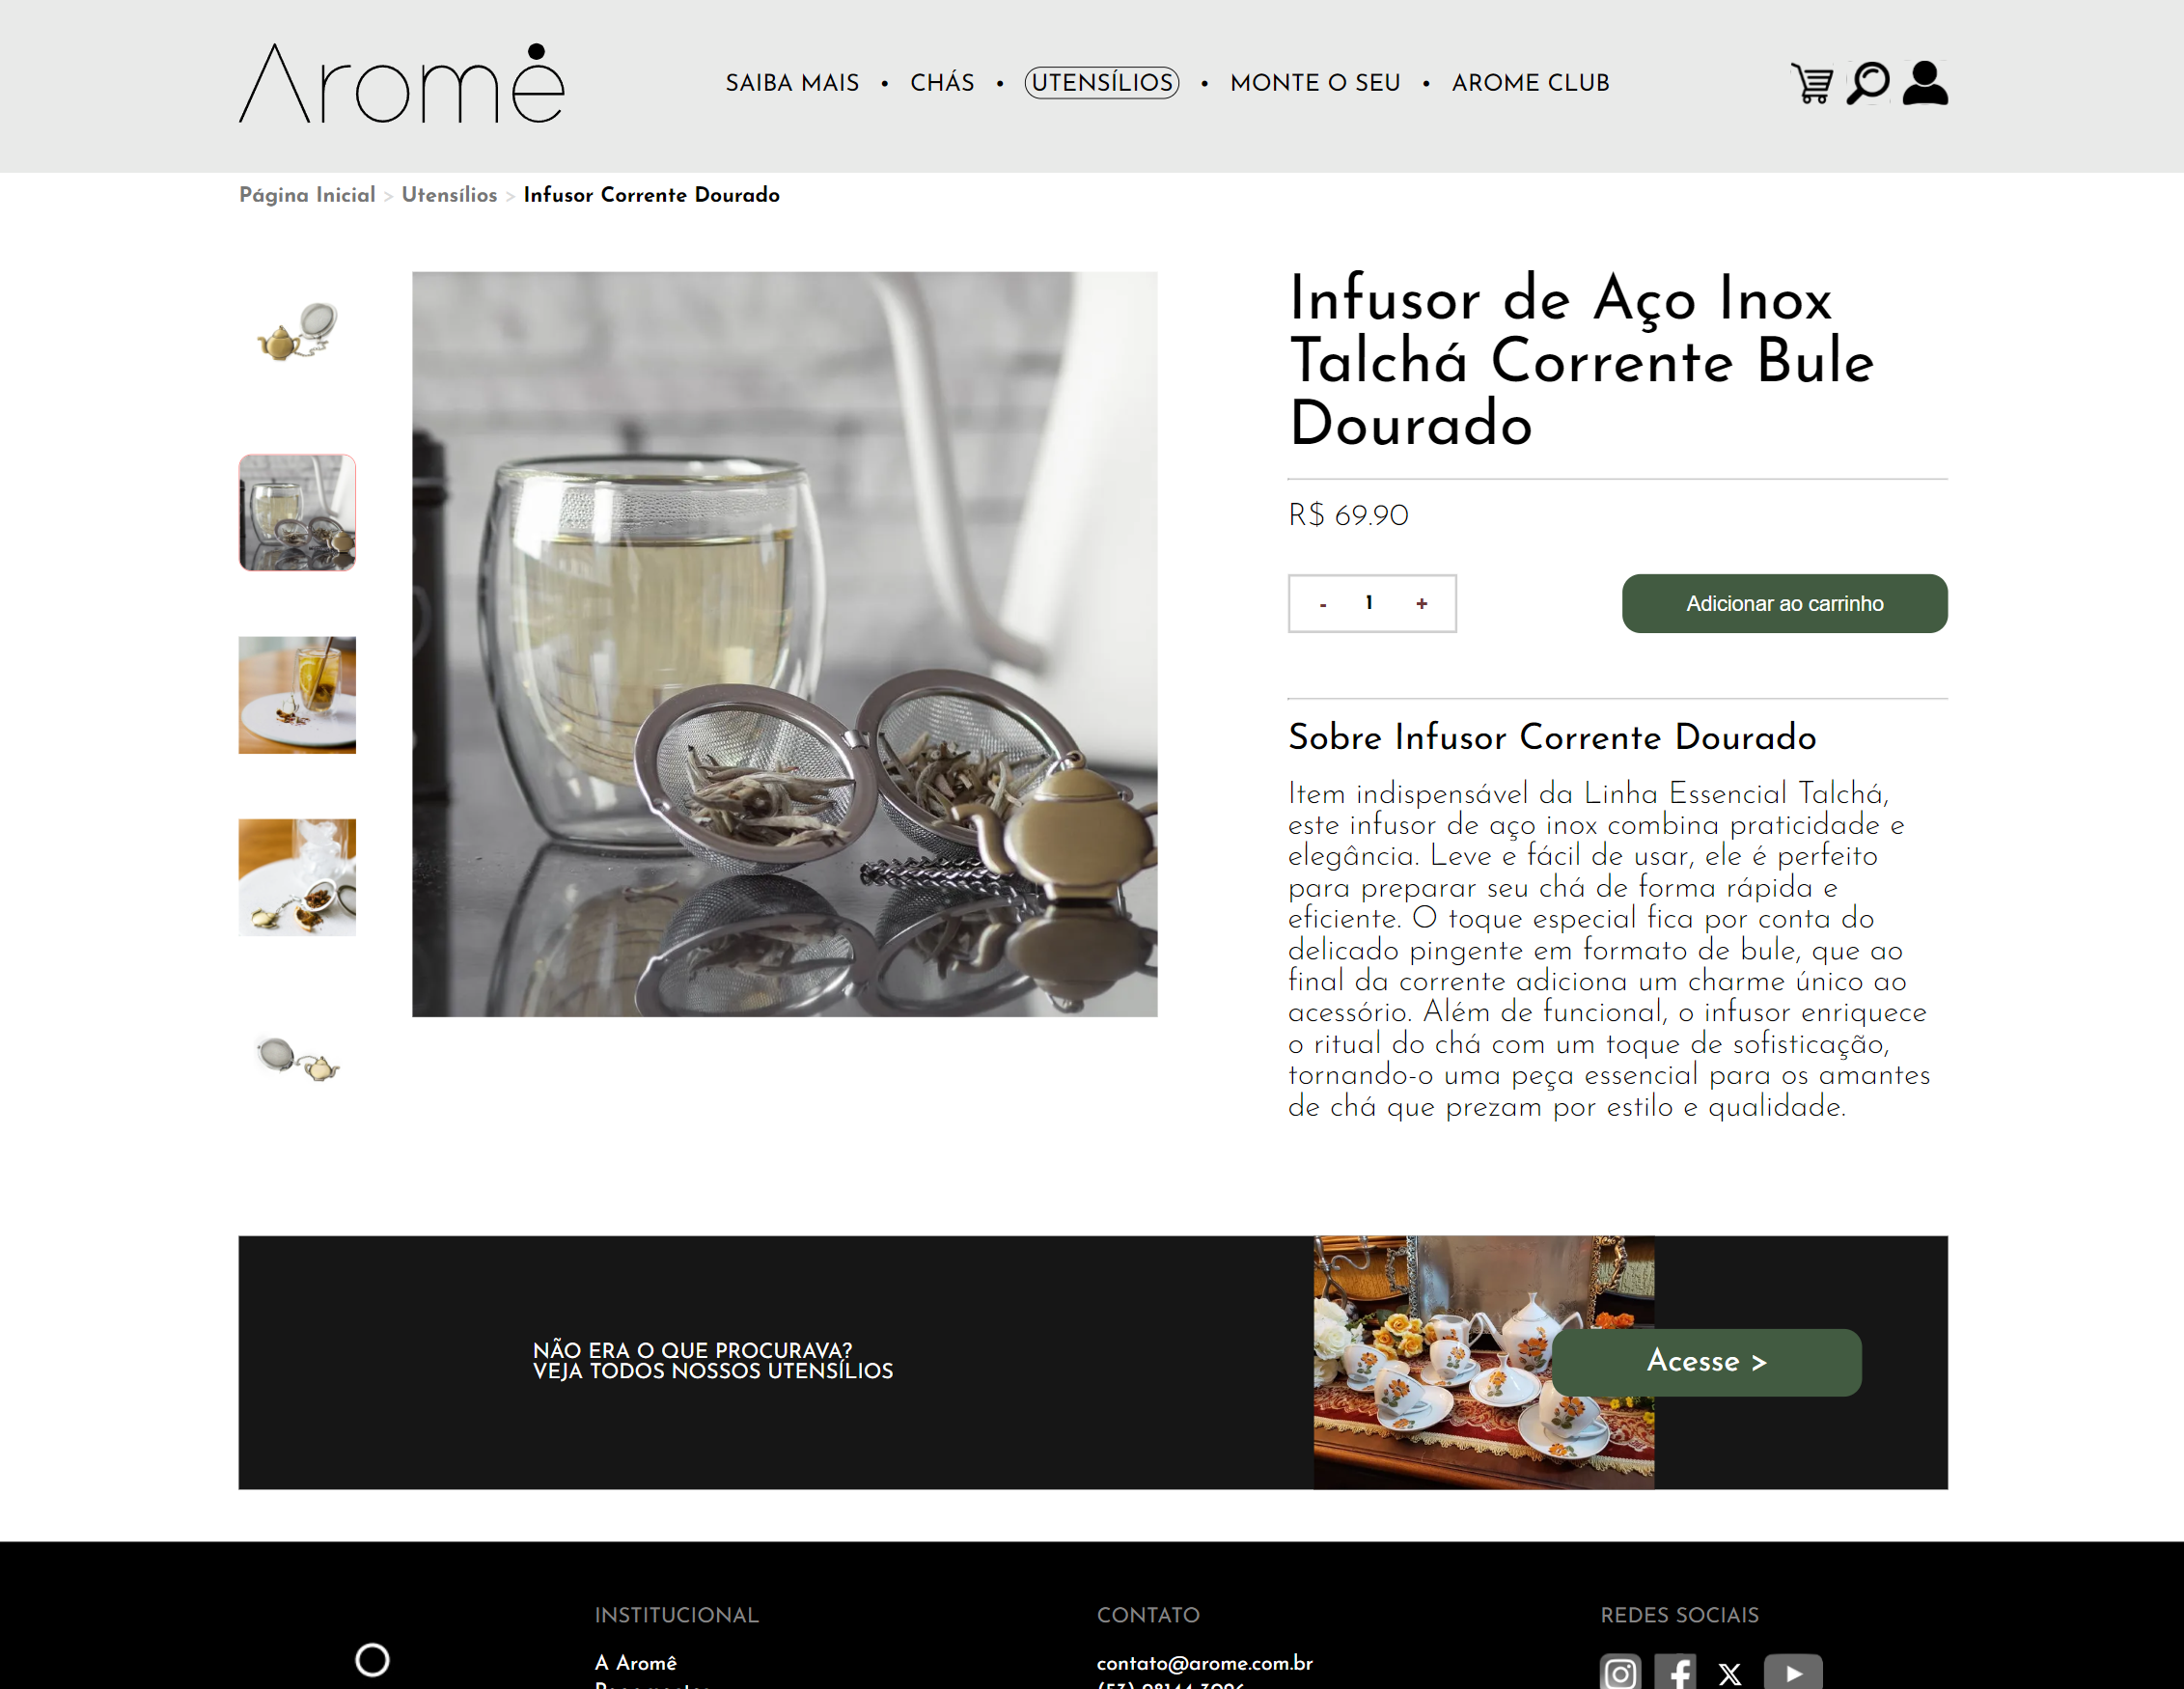 Aromê
SAIBA MAIS • CHÁS • UTENSÍLIOS • MONTE O SEU • AROME CLUB
Página Inicial > Utensílios > Infusor Corrente Dourado
Infusor de Aço Inox
Talchá Corrente Bule
Dourado
R$ 69.90
- 1 +
Adicionar ao carrinho
Sobre Infusor Corrente Dourado
Item indispensável da Linha Essencial Talchá,
este infusor de aço inox combina praticidade e
elegância. Leve e fácil de usar, ele é perfeito
para preparar seu chá de forma rápida e
eficiente. O toque especial fica por conta do
delicado pingente em formato de bule, que ao
final da corrente adiciona um charme único ao
acessório. Além de funcional, o infusor enriquece
o ritual do chá com um toque de sofisticação,
tornando-o uma peça essencial para os amantes
de chá que prezam por estilo e qualidade.
NÃO ERA O QUE PROCURAVA?
VEJA TODOS NOSSOS UTENSÍLIOS
Acesse >
INSTITUCIONAL
A Aromê
CONTATO
contato@arome.com.br
REDES SOCIAIS